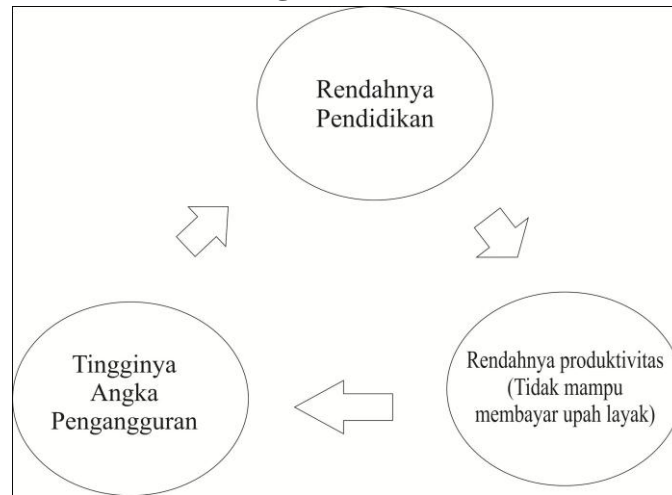 Rendahnya
Pendidikan
Rendahnya produktivitas
(Tidak mampu
membayar upah layak)
Tingginya
Angka
Pengangguran